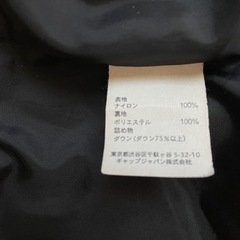 表地
ナイロン 100%
裏地
ポリエステル 100%
詰め物
ダウン(ダウン75%以上)
東京都渋谷区千駄ヶ谷 5-32-10
ギャップジャパン株式会社